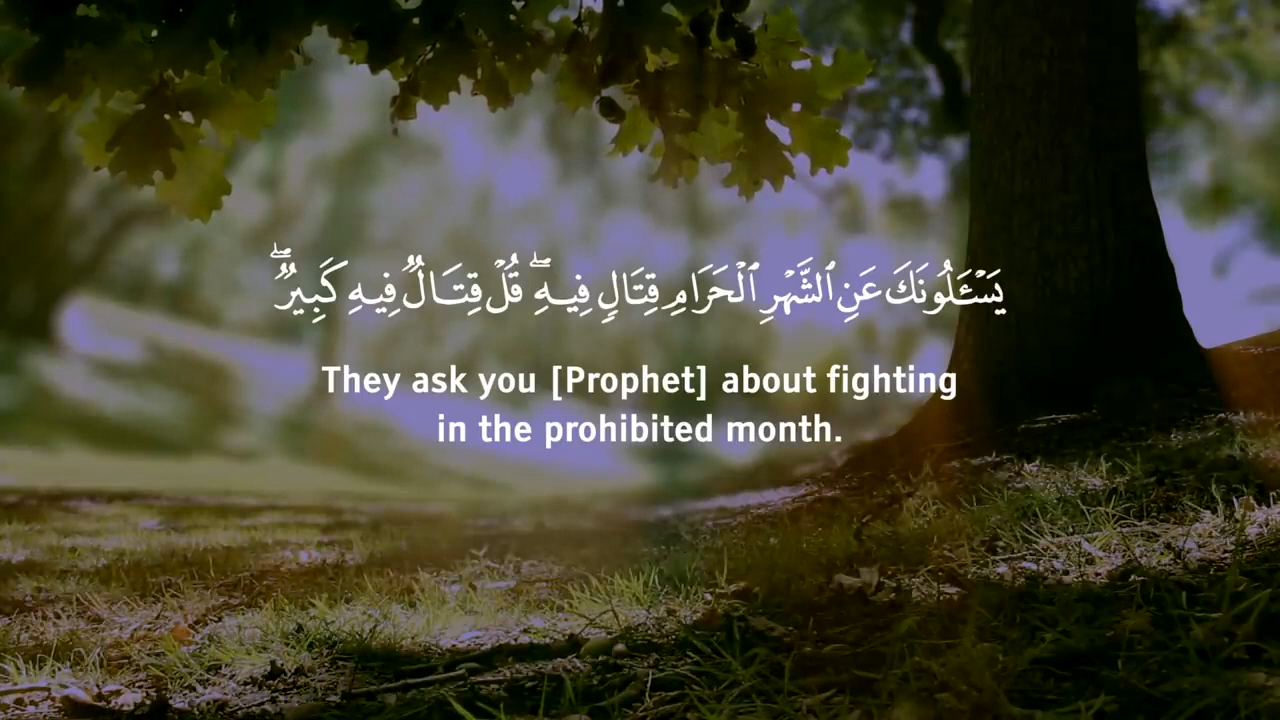 يَسْـَٔلُونَكَ عَنِ ٱلشَّهْرِ ٱلْحَرَامِ قِتَالٍ فِيهِ ۖ قُلْ قِتَالٌ فِيهِ كَبِيرٌ ۖ
They ask you [Prophet] about fighting
in the prohibited month.